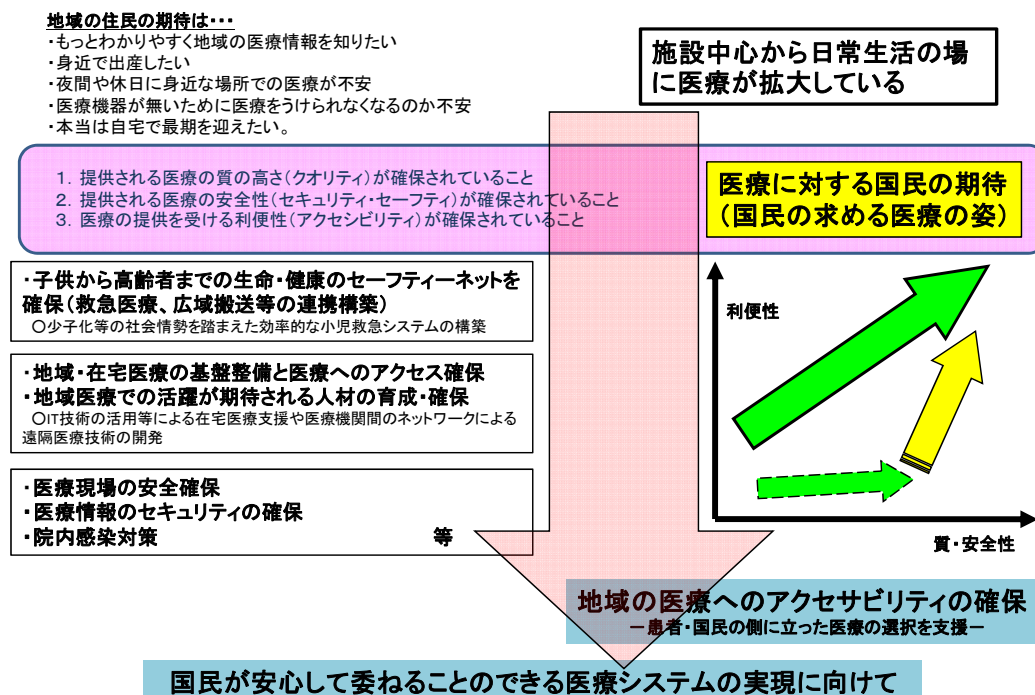 地域の住民の期待は・・・
・もっとわかりやすく地域の医療情報を知りたい
・身近で出産したい
・夜間や休日に身近な場所での医療が不安
・医療機器が無いために医療をうけられなくなるのか不安
・本当は自宅で最期を迎えたい。
施設中心から日常生活の場
に医療が拡大している
1. 提供される医療の質の高さ(クオリティ)が確保されていること
2. 提供される医療の安全性(セキュリティ・セーフティ)が確保されていること
3. 医療の提供を受ける利便性(アクセシビリティ)が確保されていること
医療に対する国民の期待
(国民の求める医療の姿)
・子供から高齢者までの生命・健康のセーフティーネットを
確保(救急医療、広域搬送等の連携構築)
○少子化等の社会情勢を踏まえた効率的な小児救急システムの構築
・地域・在宅医療の基盤整備と医療へのアクセス確保
・地域医療での活躍が期待される人材の育成・確保
○IT技術の活用等による在宅医療支援や医療機関間のネットワークによる
遠隔医療技術の開発
・医療現場の安全確保
・医療情報のセキュリティの確保
・院内感染対策 等
利便性
質・安全性
地域の医療へのアクセサビリティの確保
－患者・国民の側に立った医療の選択を支援－
国民が安心して委ねることのできる医療システムの実現に向けて